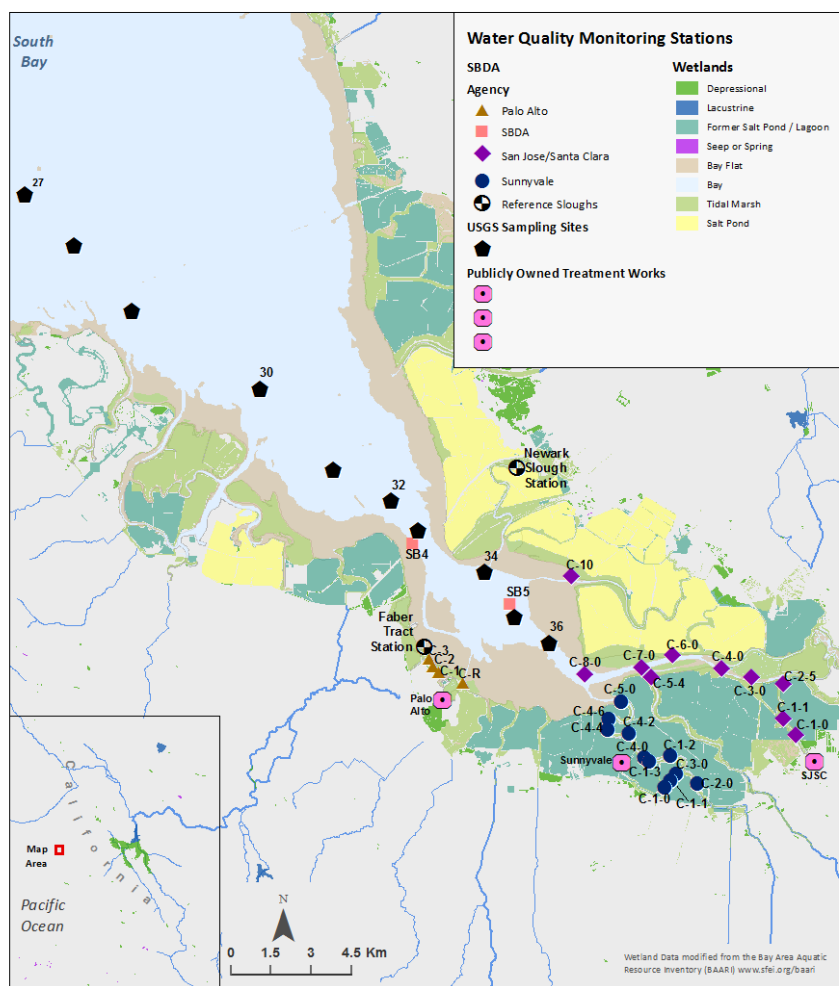 South
Bay
Water Quality Monitoring Stations
SBDA
Agency
Palo Alto
SBDA
San Jose/Santa Clara
Sunnyvale
Reference Sloughs
USGS Sampling Sites
Publicly Owned Treatment Works
Wetlands
Depressional
Lacustrine
Former Salt Pond / Lagoon
Seep or Spring
Bay Flat
Bay
Tidal Marsh
Salt Pond
27
30
32
34
36
Newark
Slough
Station
SB4
SB5
C-10
Faber
Tract
Station
C-3
C-2
C-1
C-R
Palo
Alto
C-8-0
C-7-0
C-6-0
C-5-4
C-4-0
C-3-0
C-2-5
C-1-1
C-1-0
SJSC
C-5-0
C-4-6
C-4-4
C-4-2
C-4-0
C-1-2
C-3-0
Sunnyvale
C-1-3
C-2-0
C-1-0
C-1-1
California
Map
Area
Pacific
Ocean
N
0 1.5 3 4.5 Km
Wetland Data modified from the Bay Area Aquatic
Resource Inventory (BAARI) www.sfei.org/baari